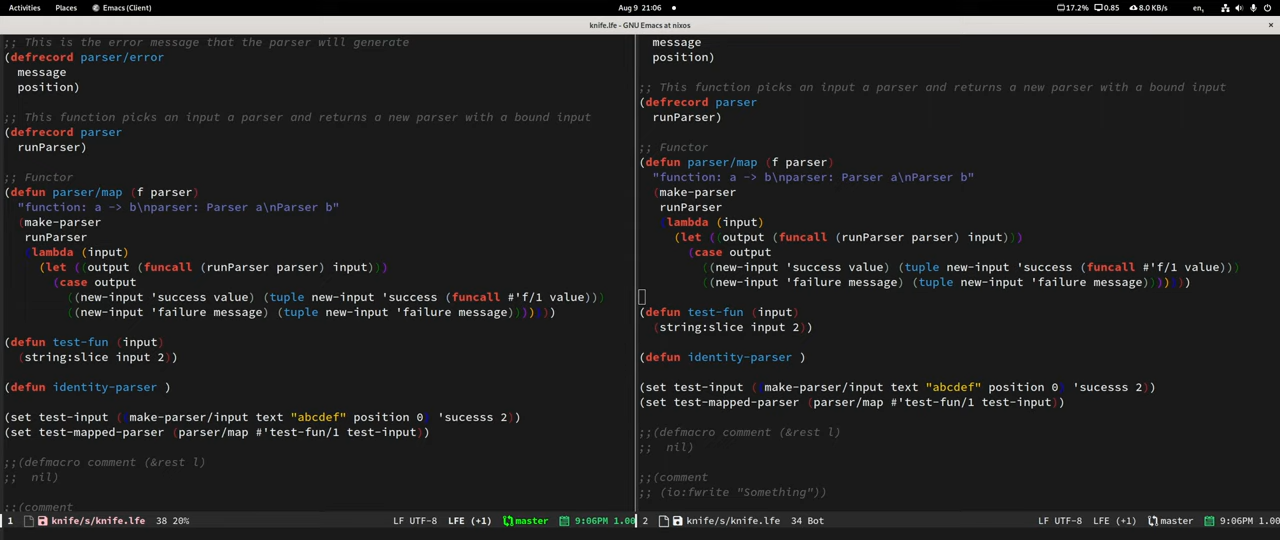 Activities Places Emacs (Client) Aug 9 21:06 17.2% 0.85 8.0 KB/s en,
knife.lfe - GNU Emacs at nixos ×
;; This is the error message that the parser will generate
(defrecord parser/error
message
position)
;; This function picks an input a parser and returns a new parser with a bound input
(defrecord parser
runParser)
;; Functor
(defun parser/map (f parser)
"function: a -> b\nparser: Parser a\nParser b"
(make-parser
runParser
lambda (input)
(let ((output (funcall (runParser parser) input)))
(case output
((new-input 'success value) (tuple new-input 'success (funcall #'f/1 value)))
((new-input 'failure message) (tuple new-input 'failure message))))))
(defun test-fun (input)
(string:slice input 2))
(defun identity-parser )
(set test-input ( make-parser/input text "abcdef" position 0) 'sucesss 2))
(set test-mapped-parser (parser/map #'test-fun/1 test-input))
;;(defmacro comment (&rest l)
;; nil)
;;(comment
1 knife/s/knife.lfe 38 20% LF UTF-8 LFE (+1) master 9:06PM 1.00
message
position)
;; This function picks an input a parser and returns a new parser with a bound input
(defrecord parser
runParser)
;; Functor
(defun parser/map (f parser)
"function: a -> b\nparser: Parser a\nParser b"
(make-parser
runParser
lambda (input)
(let ((output (funcall (runParser parser) input)))
(case output
((new-input 'success value) (tuple new-input 'success (funcall #'f/1 value)))
((new-input 'failure message) (tuple new-input 'failure message))))))
(defun test-fun (input)
(string:slice input 2))
(defun identity-parser )
(set test-input ( make-parser/input text "abcdef" position 0) 'sucesss 2))
(set test-mapped-parser (parser/map #'test-fun/1 test-input))
;;(defmacro comment (&rest l)
;; nil)
;;(comment
;; (io:fwrite "Something"))
2 knife/s/knife.lfe 34 Bot LF UTF-8 LFE (+1) master 9:06PM 1.00